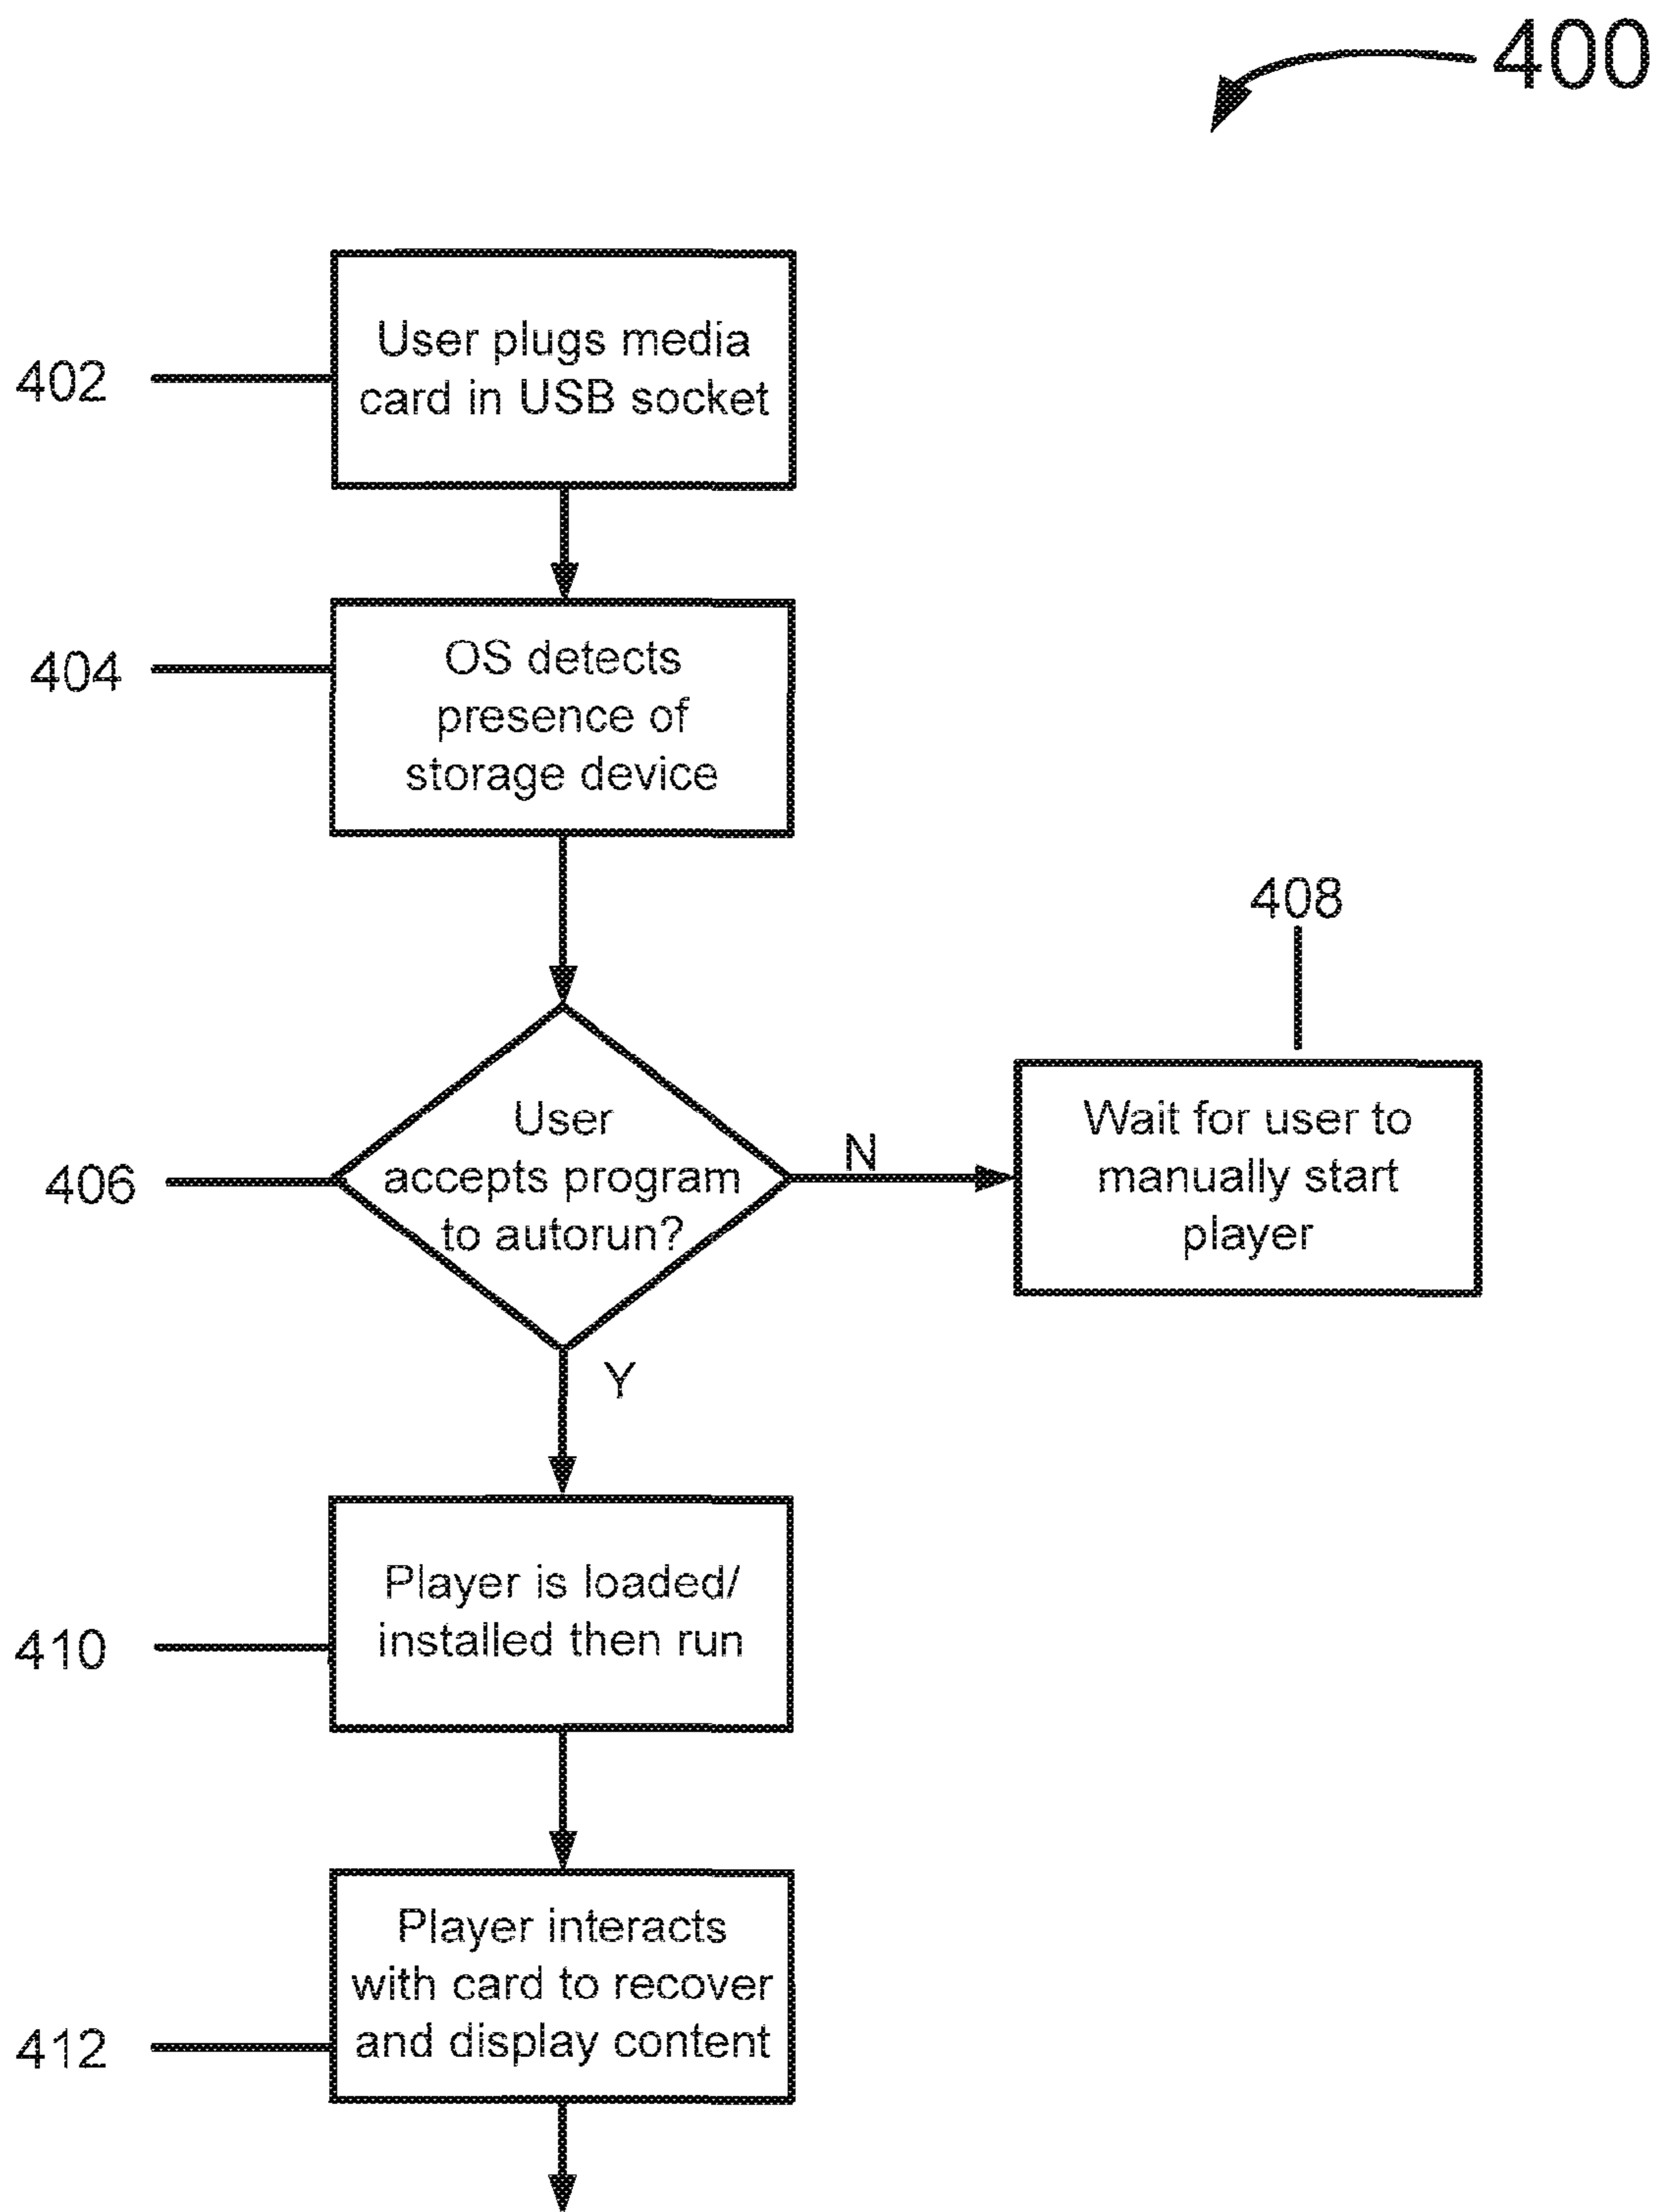 400
402
User plugs media
card in USB socket
404
OS detects
presence of
storage device
408
406
User
accepts program
to autorun?
N
Wait for user to
manually start
player
Y
410
Player is loaded/
installed then run
412
Player interacts
with card to recover
and display content